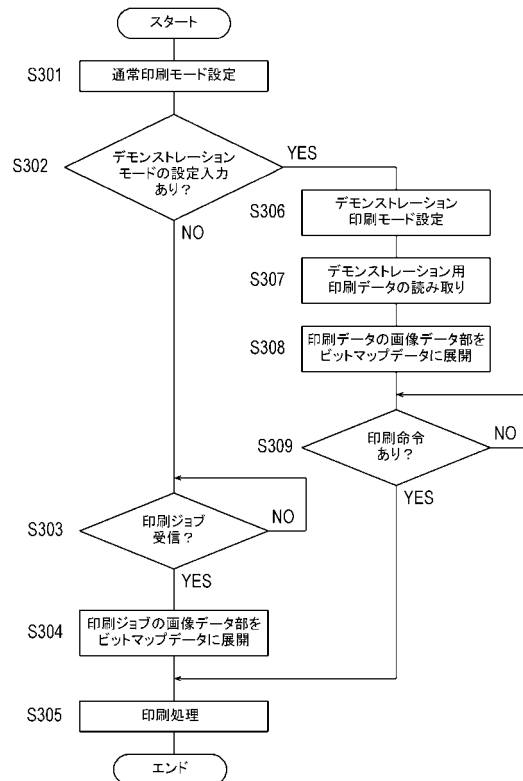 スタート
S301
通常印刷モード設定
S302
デモンストレーション
モードの設定入力
あり？
YES
NO
S306
デモンストレーション
印刷モード設定
S307
デモンストレーション用
印刷データの読み取り
S308
印刷データの画像データ部を
ビットマップデータに展開
S309
印刷命令
あり？
NO
YES
S303
印刷ジョブ
受信？
NO
YES
S304
印刷ジョブの画像データ部を
ビットマップデータに展開
S305
印刷処理
エンド